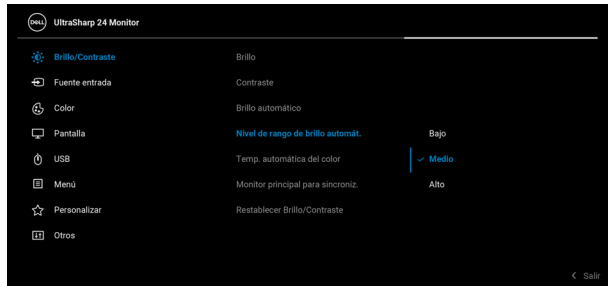 DELL UltraSharp 24 Monitor
Brillo/Contraste Brillo
Fuente entrada Contraste
Color Brillo automático
Pantalla Nivel de rango de brillo automát. Bajo
USB Temp. automática del color Medio
Menú Monitor principal para sincroniz. Alto
Personalizar Restablecer Brillo/Contraste
Otros
Salir